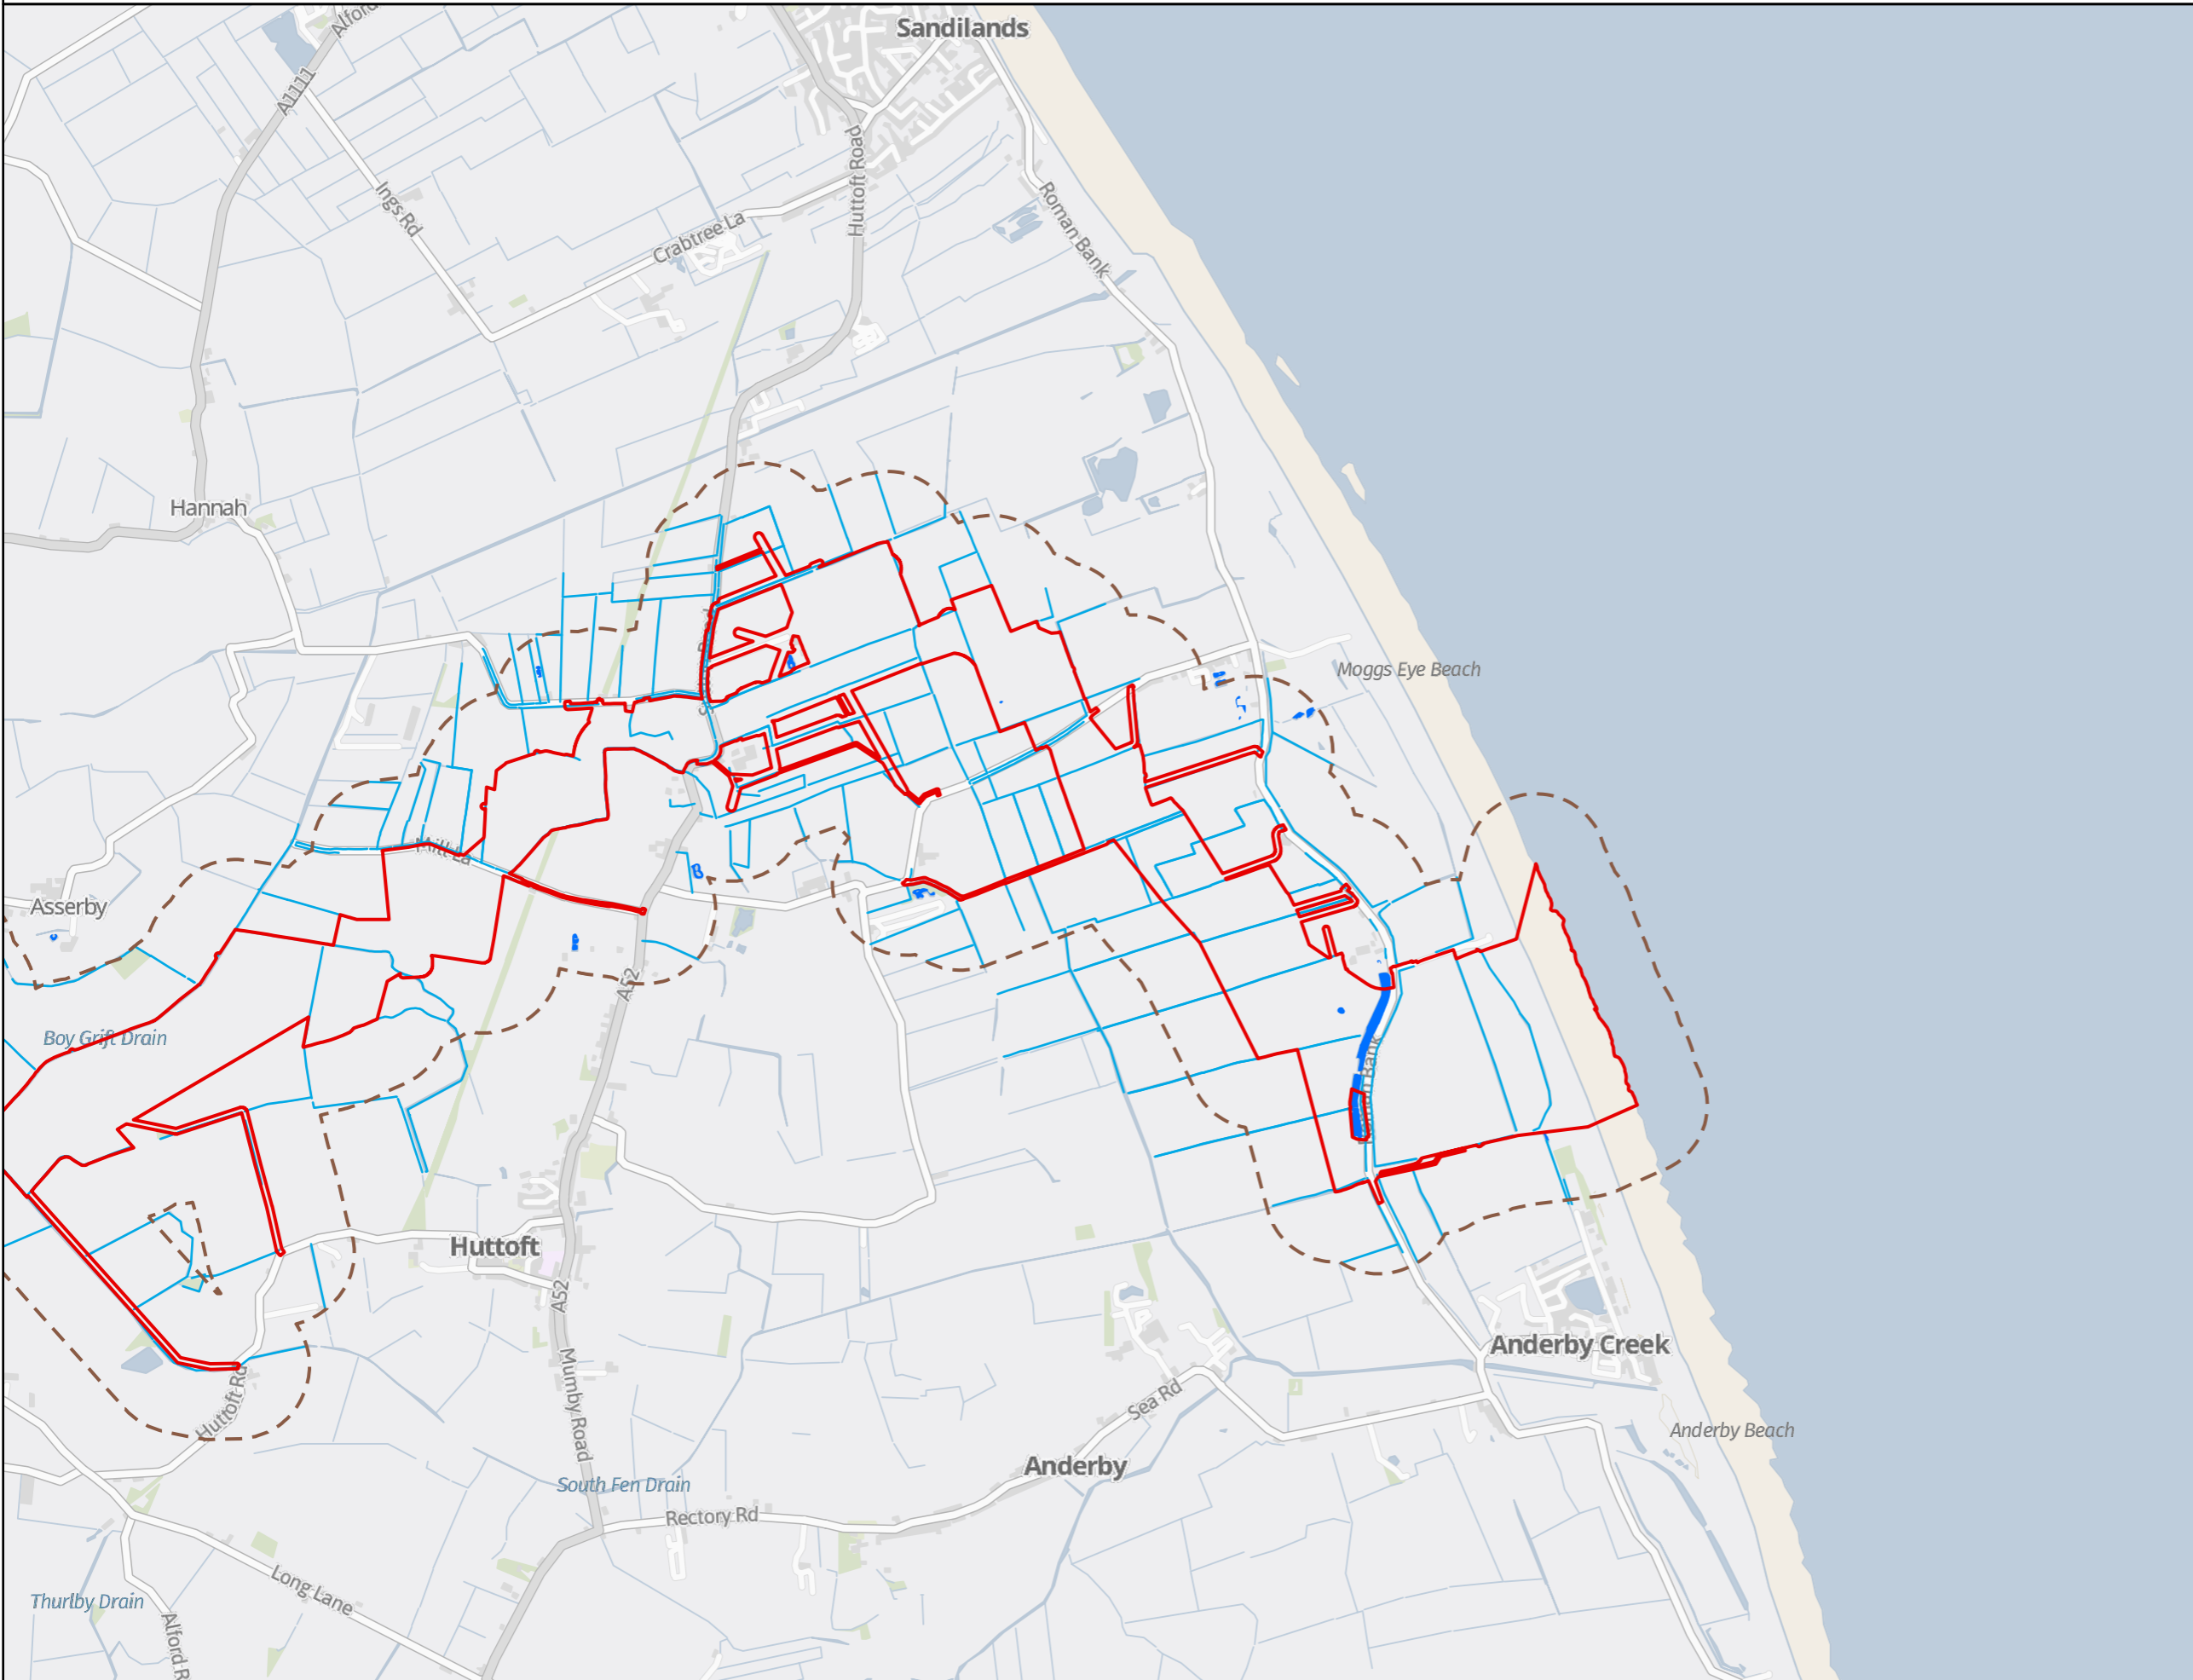 Alford
Sandilands
A1111
Huttoft Road
Ings Rd
Crabtree La
Roman Bank
Hannah
Moggs Eye Beach
Mill La
Asserby
A52
Boy Grift Drain
Bank
Huttoft
A52
Anderby Creek
Mumby Road
Huttoft Rd
Sea Rd
Anderby Beach
Anderby
South Fen Drain
Rectory Rd
Long Lane
Thurlby Drain
Alford R